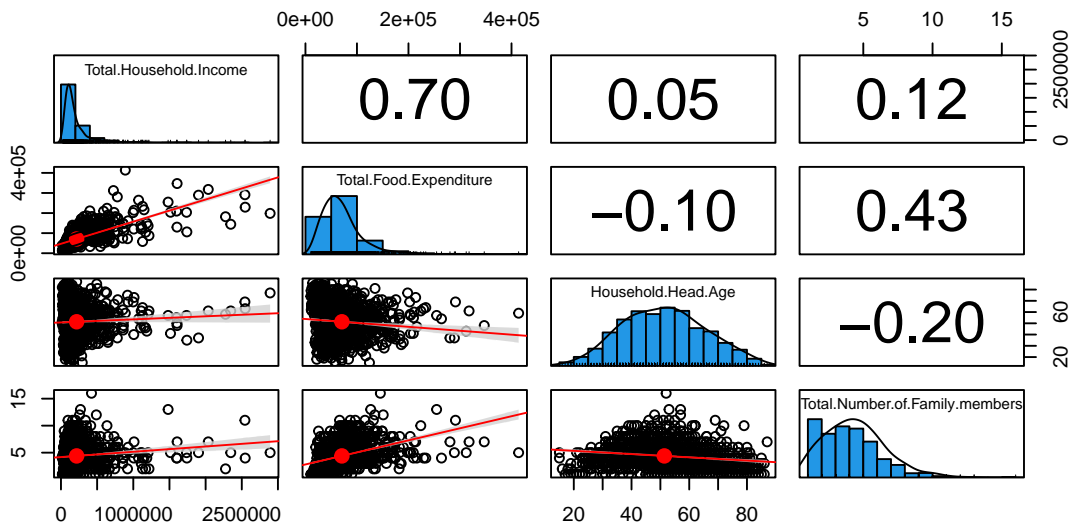 0e+00 2e+05 4e+05
5 10 15
Total.Household.Income
0.70
0.05
0.12
0 2500000
0e+00 4e+05
Total.Food.Expenditure
−0.10
0.43
Household.Head.Age
−0.20
20 60
5 15
Total.Number.of.Family.members
0 1000000 2500000
20 40 60 80